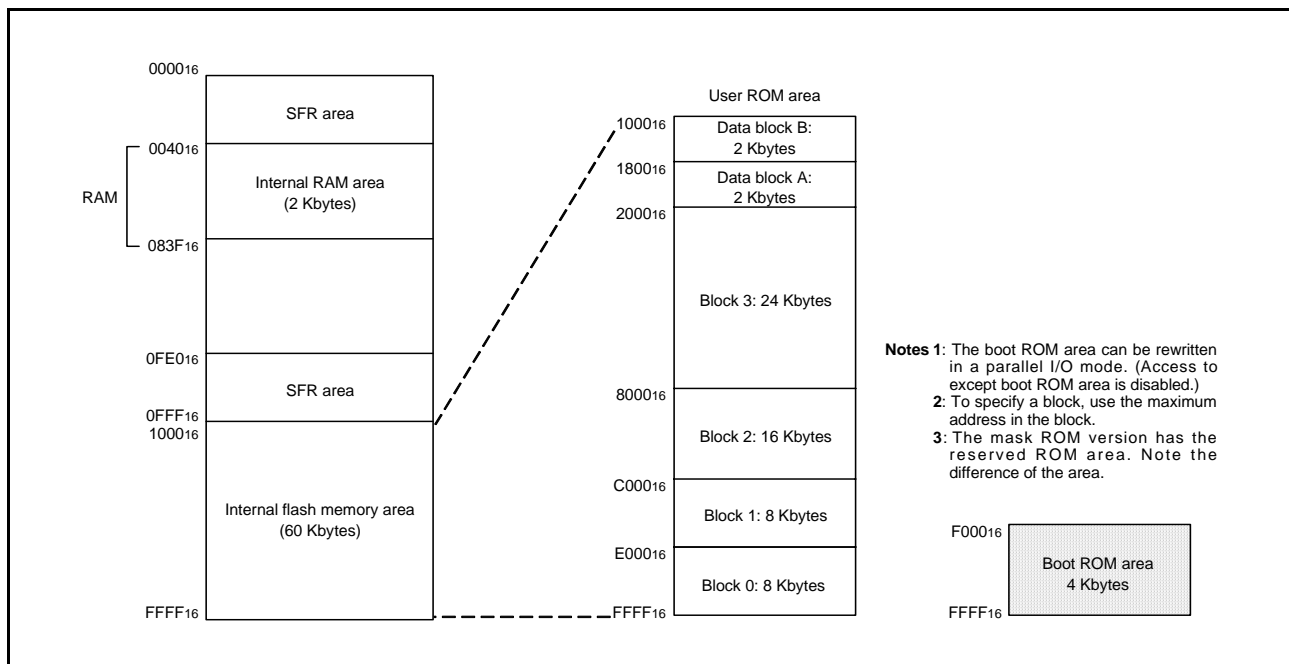 0000₁₆
SFR area
0040₁₆
RAM
Internal RAM area
(2 Kbytes)
083F₁₆
0FE0₁₆
SFR area
0FFF₁₆
1000₁₆
Internal flash memory area
(60 Kbytes)
FFFF₁₆
User ROM area
1000₁₆
Data block B:
2 Kbytes
1800₁₆
Data block A:
2 Kbytes
2000₁₆
Block 3: 24 Kbytes
8000₁₆
Block 2: 16 Kbytes
C000₁₆
Block 1: 8 Kbytes
E000₁₆
Block 0: 8 Kbytes
FFFF₁₆
Notes 1: The boot ROM area can be rewritten
in a parallel I/O mode. (Access to
except boot ROM area is disabled.)
2: To specify a block, use the maximum
address in the block.
3: The mask ROM version has the
reserved ROM area. Note the
difference of the area.
F000₁₆
Boot ROM area
4 Kbytes
FFFF₁₆